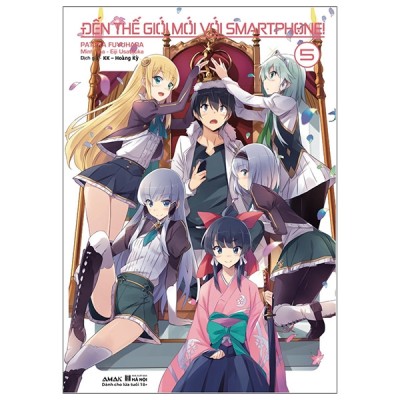 ĐẾN THẾ GIỚI MỚI VỚI SMARTPHONE!
5
PATORA FUYUHARA
Dịch giả: KK – Hoàng Kỳ
AMAK
HÀ NỘI
Dành cho lứa tuổi 18+